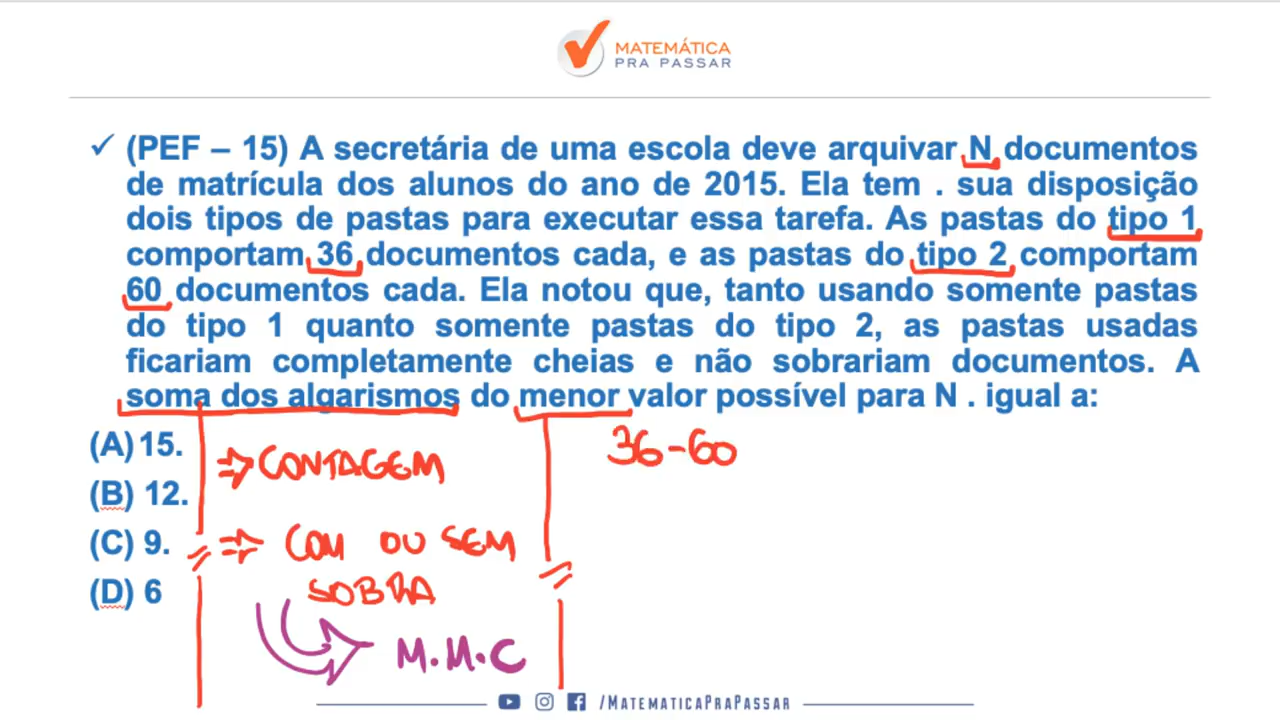 MATEMÁTICA
PRA PASSAR
✓ (PEF – 15) A secretária de uma escola deve arquivar N documentos
de matrícula dos alunos do ano de 2015. Ela tem . sua disposição
dois tipos de pastas para executar essa tarefa. As pastas do tipo 1
comportam 36 documentos cada, e as pastas do tipo 2 comportam
60 documentos cada. Ela notou que, tanto usando somente pastas
do tipo 1 quanto somente pastas do tipo 2, as pastas usadas
ficariam completamente cheias e não sobrariam documentos. A
soma dos algarismos do menor valor possível para N . igual a:
(A) 15.
(B) 12.
(C) 9.
(D) 6
⇒ CONTAGEM
⇒ COM OU SEM
SOBRA
M.M.C
36-60
/MATEMATICAPRAPASSAR